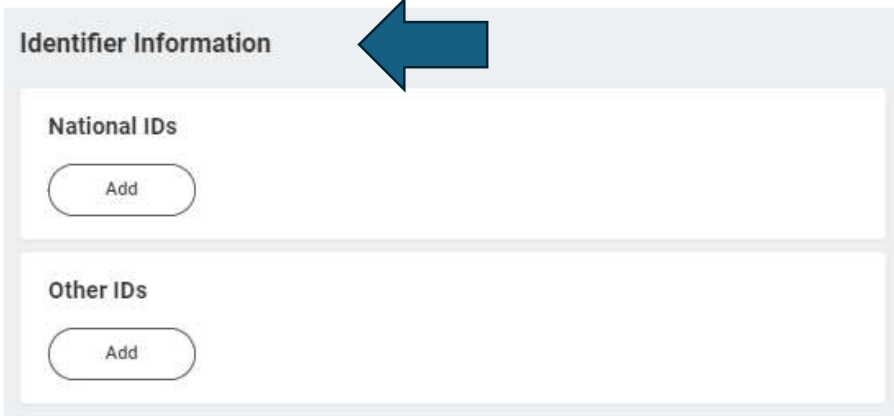 Identifier Information
National IDs
Add
Other IDs
Add